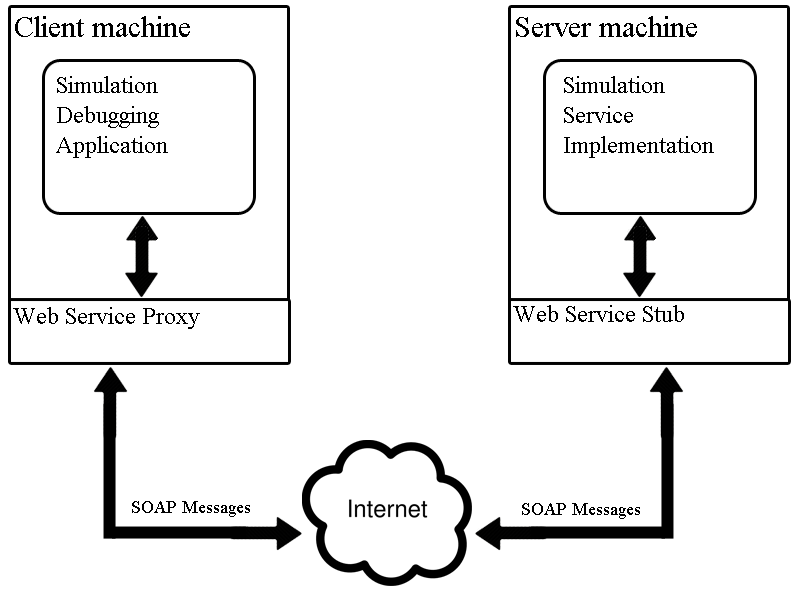 Client machine
Simulation
Debugging
Application
Web Service Proxy
Server machine
Simulation
Service
Implementation
Web Service Stub
SOAP Messages
Internet
SOAP Messages